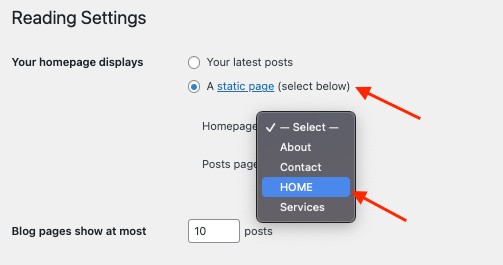 Reading Settings
Your homepage displays
Your latest posts
A static page (select below)
Homepage
✓ — Select —
About
Posts page
Contact
HOME
Services
Blog pages show at most
10 posts